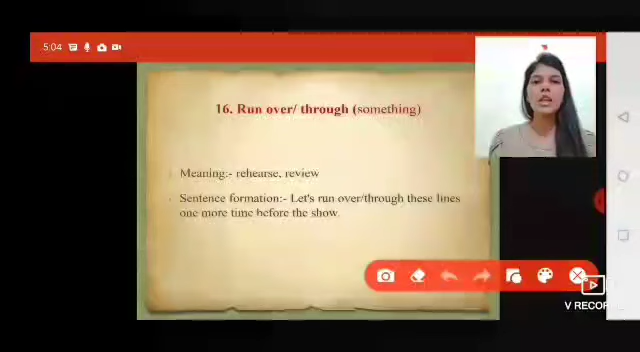 5:04
16. Run over/ through (something)
Meaning:- rehearse, review
Sentence formation:- Let's run over/through these lines
one more time before the show.
V RECOR